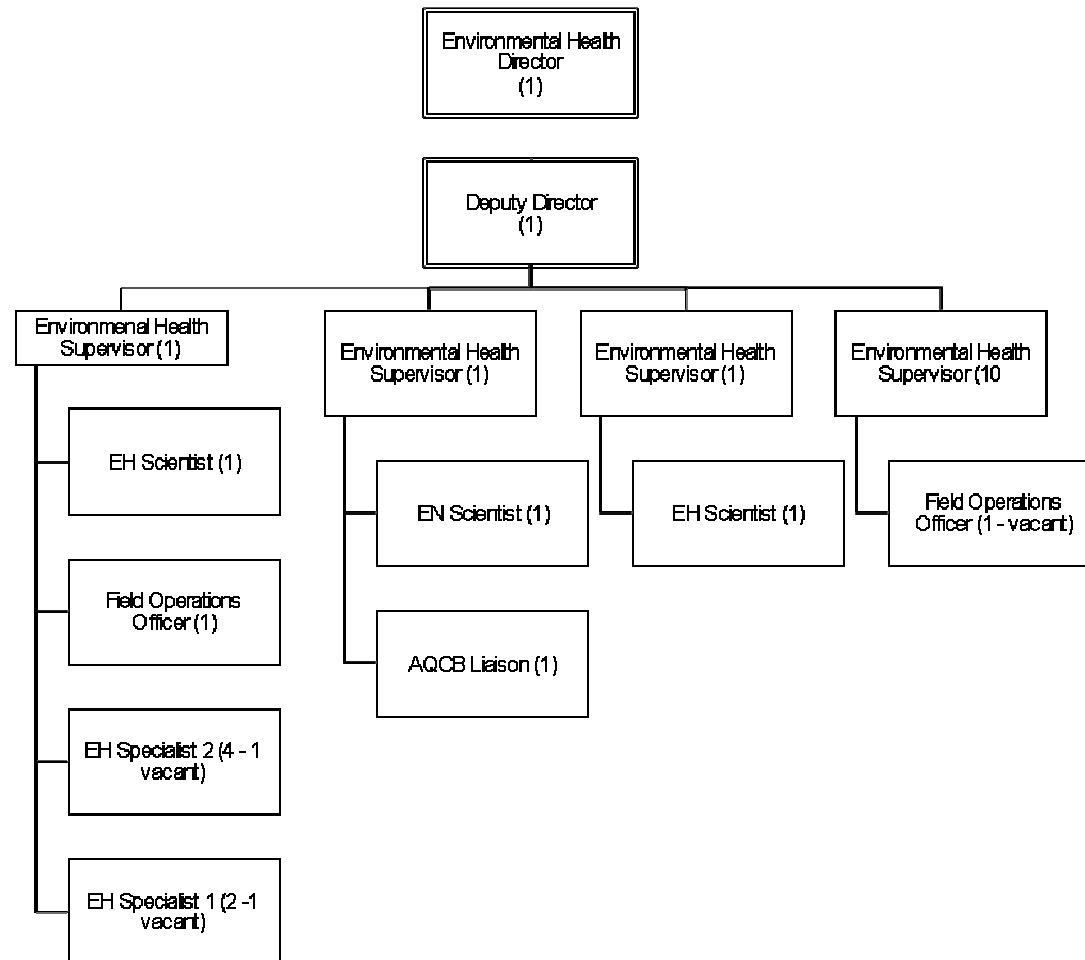 Environmental Health
Director
(1)
Deputy Director
(1)
Environmenal Health
Supervisor (1)
Environmental Health
Supervisor (1)
Environmental Health
Supervisor (1)
Environmental Health
Supervisor (10
EH Scientist (1)
EN Scientist (1)
EH Scientist (1)
Field Operations
Officer (1 - vacant)
Field Operations
Officer (1)
AQCB Liaison (1)
EH Specialist 2 (4 - 1
vacant)
EH Specialist 1 (2 -1
vacant)